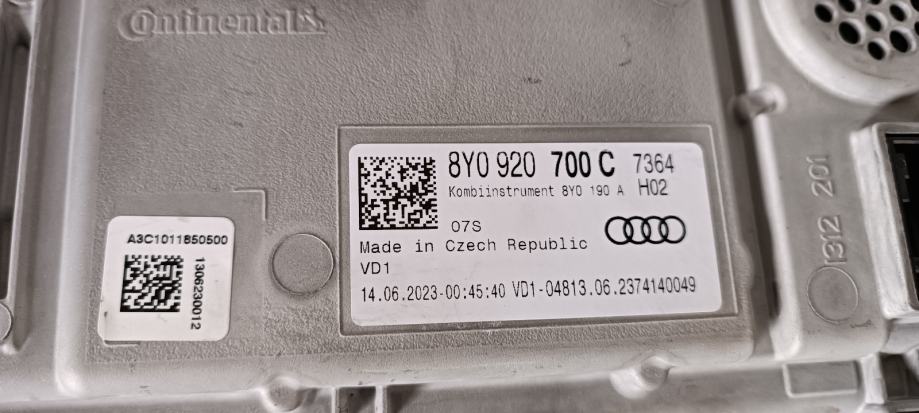 Continental
8Y0 920 700 C 7364
Kombiinstrument 8Y0 190 A H02
07S
Made in Czech Republic
VD1
14.06.2023-00:45:40 VD1-04813.06.2374140049
A3C1011850500
1306230012
1312 201